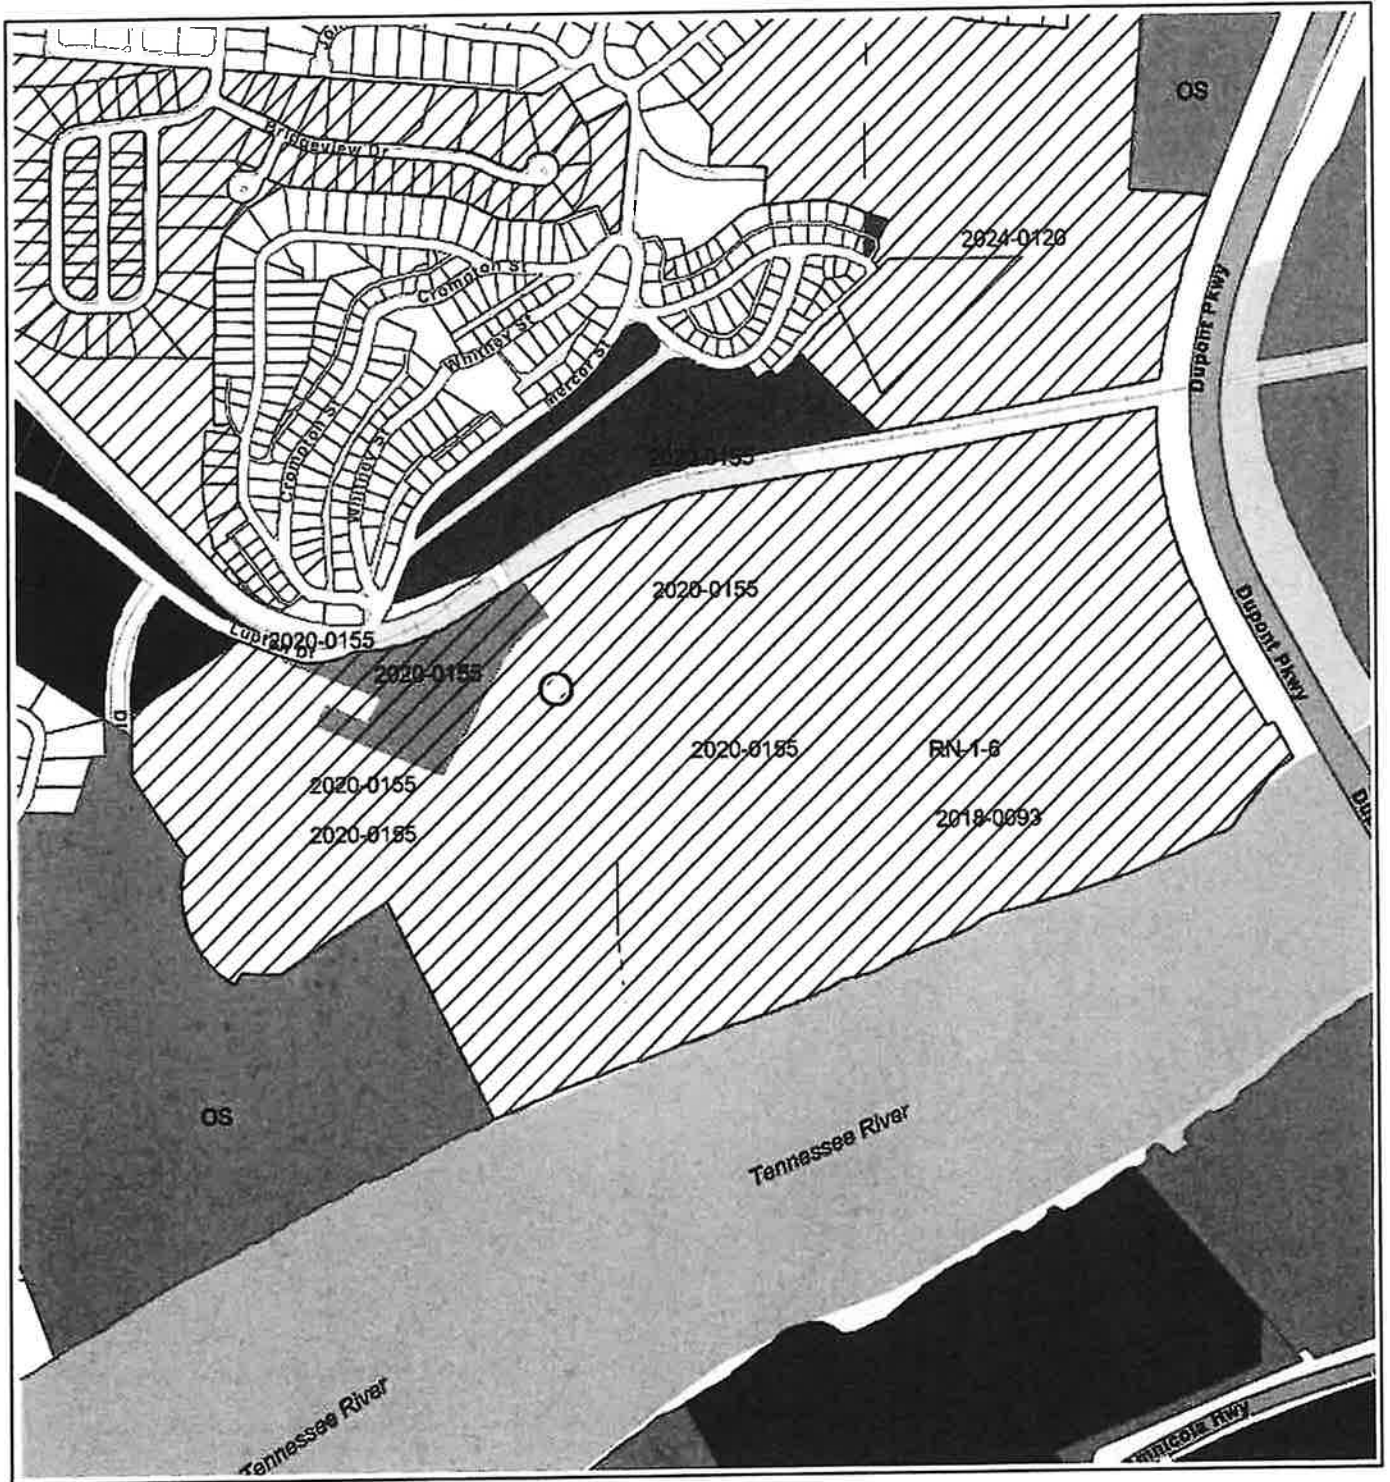 OS
Bridgeview Dr
2024-0120
Crompton St
Dupont Pkwy
Whitney St
Mercer St
2020-0155
Crompton St
Whitney St
2020-0155
Dupont Pkwy
2020-0155
2020-0155
2020-0155
RN-1-6
2020-0155
2018-0093
2020-0155
OS
Tennessee River
Tennessee River